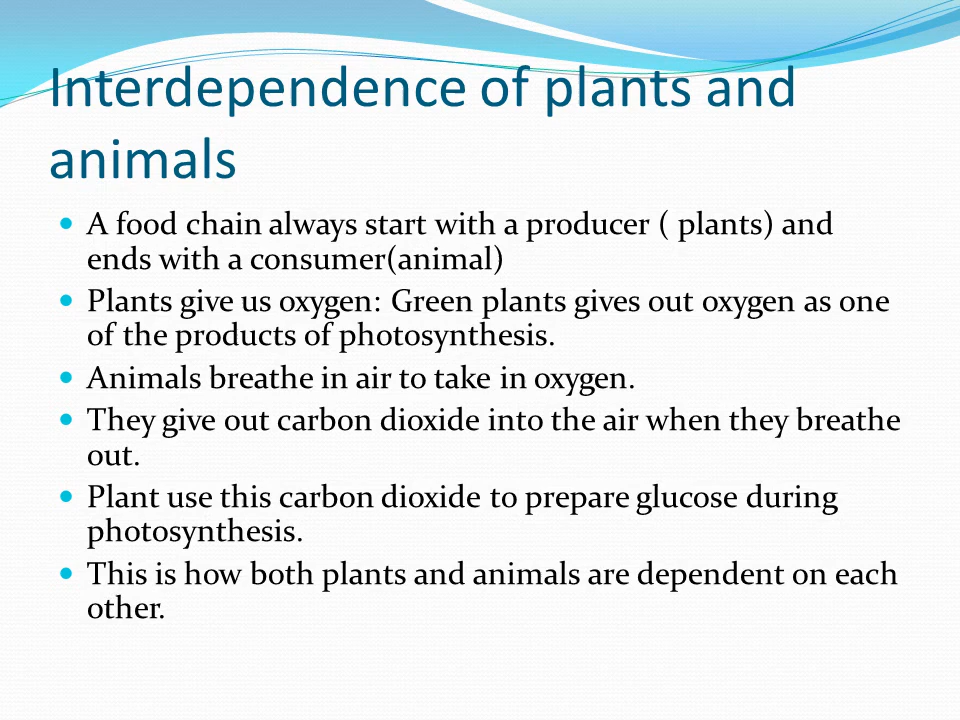 Interdependence of plants and
animals
A food chain always start with a producer ( plants) and
ends with a consumer(animal)
Plants give us oxygen: Green plants gives out oxygen as one
of the products of photosynthesis.
Animals breathe in air to take in oxygen.
They give out carbon dioxide into the air when they breathe
out.
Plant use this carbon dioxide to prepare glucose during
photosynthesis.
This is how both plants and animals are dependent on each
other.